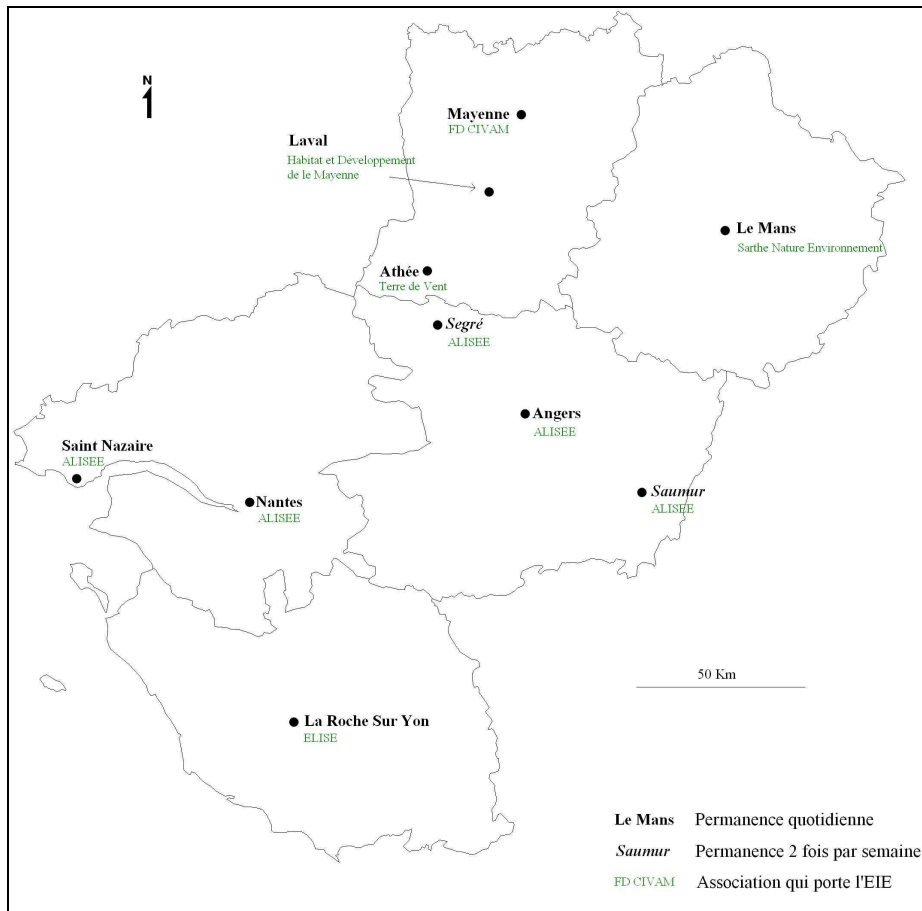 N
Mayenne
FD CIVAM
Laval
Habitat et Développement
de le Mayenne
Le Mans
Sarthe Nature Environnement
Athée
Terre de Vent
Segré
ALISEE
Angers
ALISEE
Saint Nazaire
ALISEE
Saumur
ALISEE
Nantes
ALISEE
50 Km
La Roche Sur Yon
ELISE
Le Mans Permanence quotidienne
Saumur Permanence 2 fois par semaine
FD CIVAM Association qui porte l'EIE